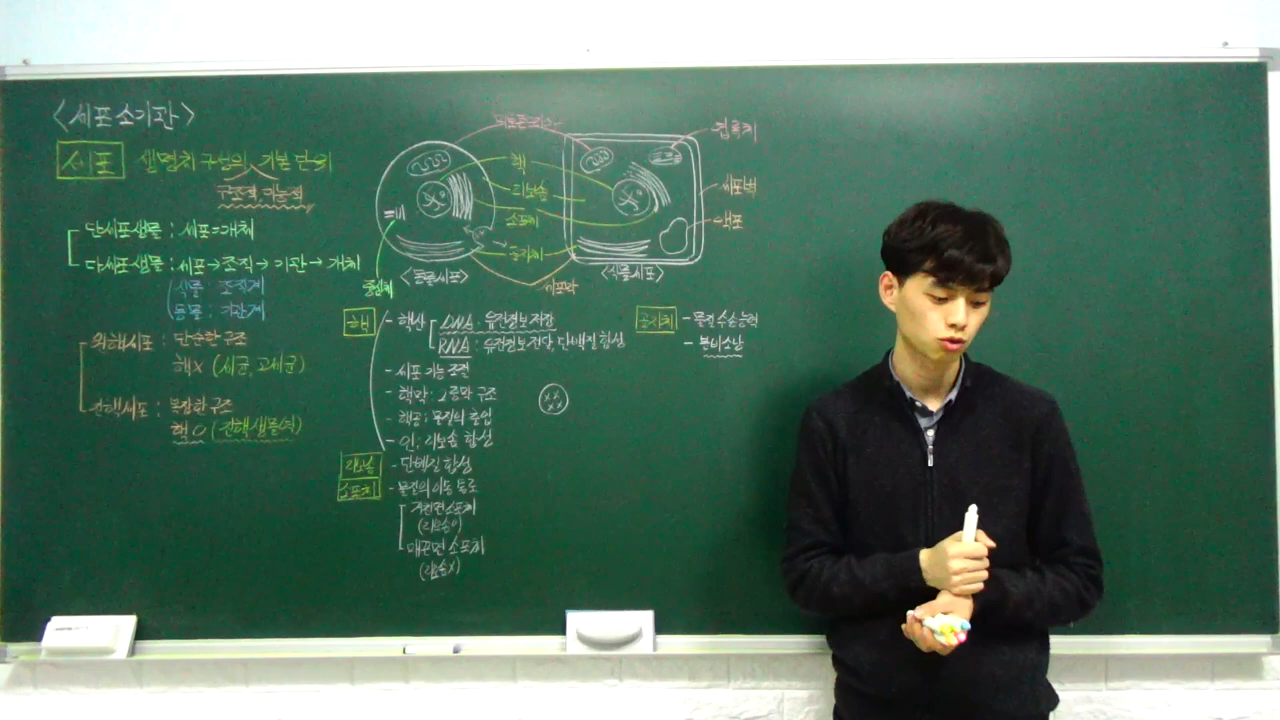 <세포 소기관>
세포 생명체 구성의 기본 단위
구조적, 기능적
단세포 생물 : 세포=개체
다세포 생물 : 세포→조직→기관→개체
식물 : 조직계
동물 : 기관계
원핵세포 : 단순한 구조
핵X (세균, 고세균)
진핵세포 : 복잡한 구조
핵O (진핵생물역)
미토콘드리아
핵
리보솜
소포체
골지체
세포막
중심체
<동물세포>
<식물세포>
엽록체
세포벽
액포
핵 - 핵산 DNA : 유전정보 저장
RNA : 유전정보 전달, 단백질 합성
- 세포 기능 조절
- 핵막 : 2중막 구조
- 핵공 : 물질의 출입
- 인 : 리보솜 합성
리보솜 - 단백질 합성
소포체 - 물질의 이동 통로
거친면 소포체
(리보솜O)
매끈면 소포체
(리보솜X)
골지체 - 물질 수송 능력
- 분비소낭